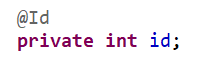 @Id
private int id;